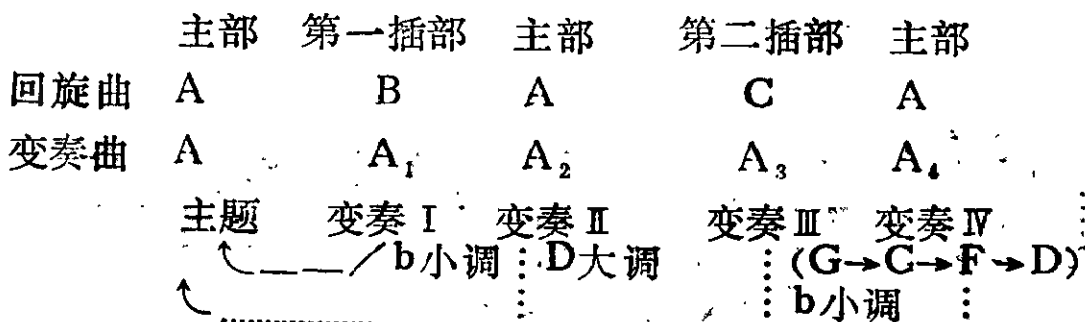 主部 第一插部 主部 第二插部 主部
回旋曲 A B A C A
变奏曲 A A₁ A₂ A₃ A₄
主题 变奏Ⅰ 变奏Ⅱ 变奏Ⅲ 变奏Ⅳ
b小调 D大调 (G→C→F→D)
b小调